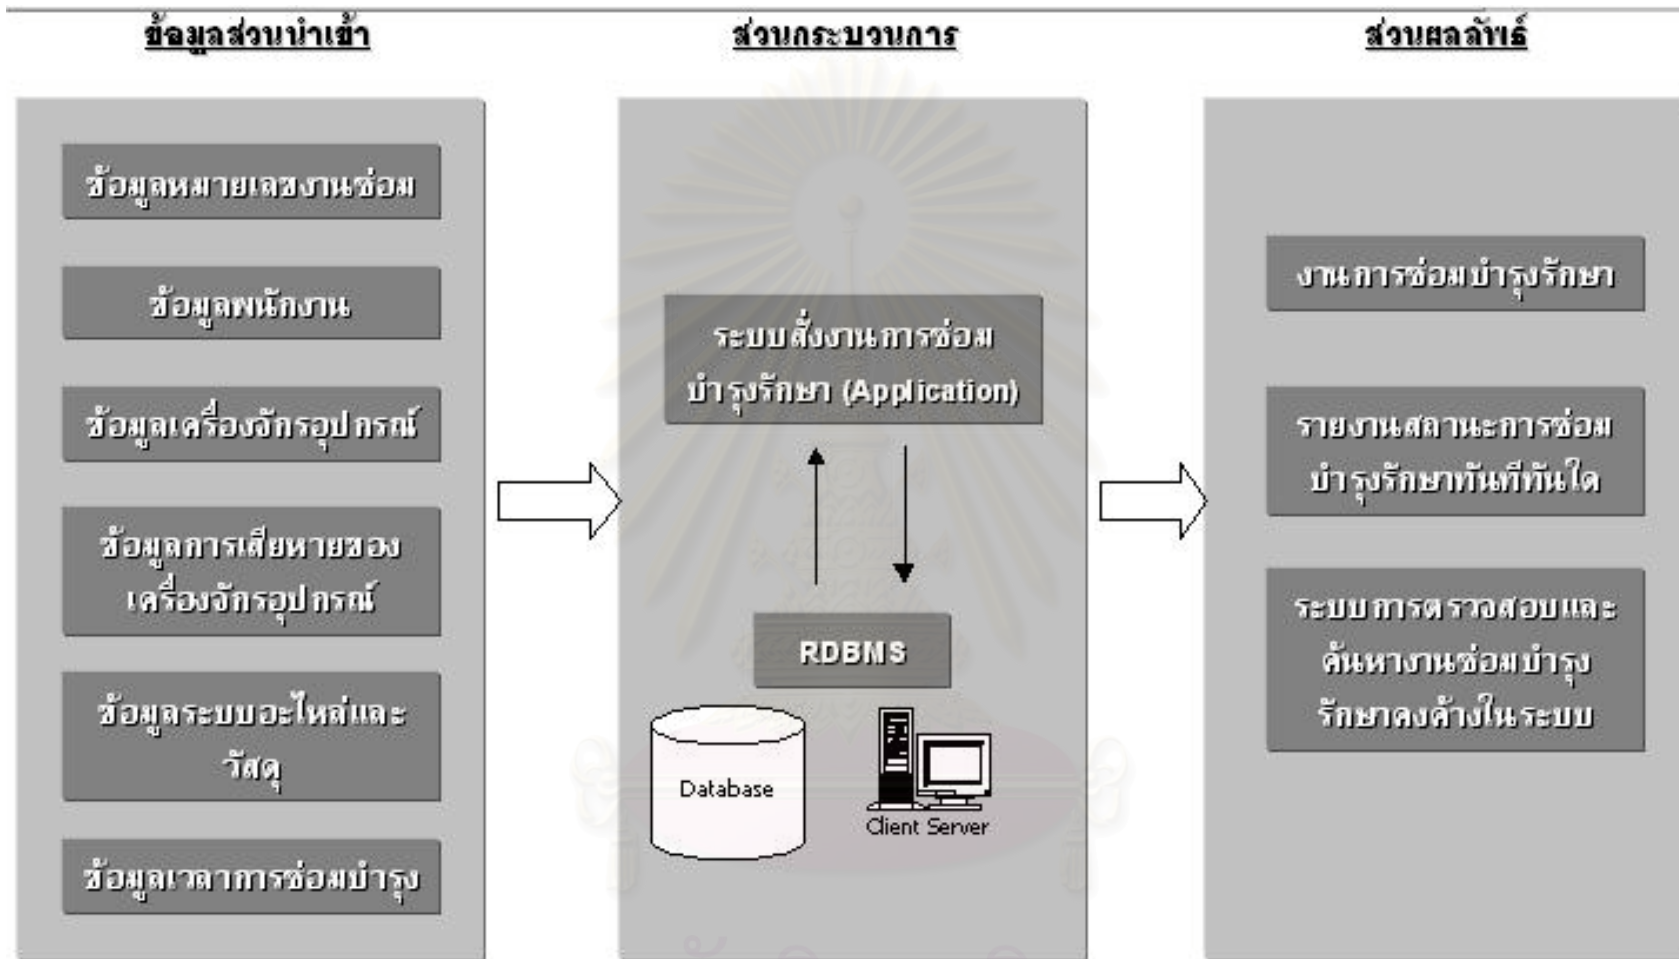 ข้อมูลส่วนนำเข้า
ส่วนกระบวนการ
ส่วนผลลัพธ์
ข้อมูลหมายเลขงานซ่อม
ข้อมูลพนักงาน
ข้อมูลเครื่องจักรอุปกรณ์
ข้อมูลการเสียหายของ
เครื่องจักรอุปกรณ์
ข้อมูลระบบอะไหล่และ
วัสดุ
ข้อมูลเวลาการซ่อมบำรุง
ระบบสั่งงานการซ่อม
บำรุงรักษา (Application)
RDBMS
Database
Client Server
งานการซ่อมบำรุงรักษา
รายงานสถานะการซ่อม
บำรุงรักษาทันทีทันใด
ระบบการตรวจสอบและ
ค้นหางานซ่อมบำรุง
รักษาคงค้างในระบบ